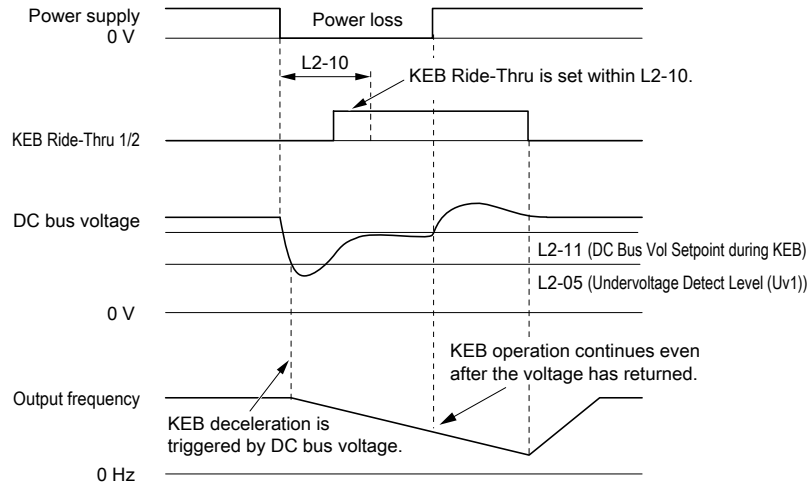 Power supply
0 V
Power loss
L2-10
KEB Ride-Thru is set within L2-10.
KEB Ride-Thru 1/2
DC bus voltage
L2-11 (DC Bus Vol Setpoint during KEB)
L2-05 (Undervoltage Detect Level (Uv1))
0 V
KEB operation continues even
after the voltage has returned.
Output frequency
KEB deceleration is
triggered by DC bus voltage.
0 Hz